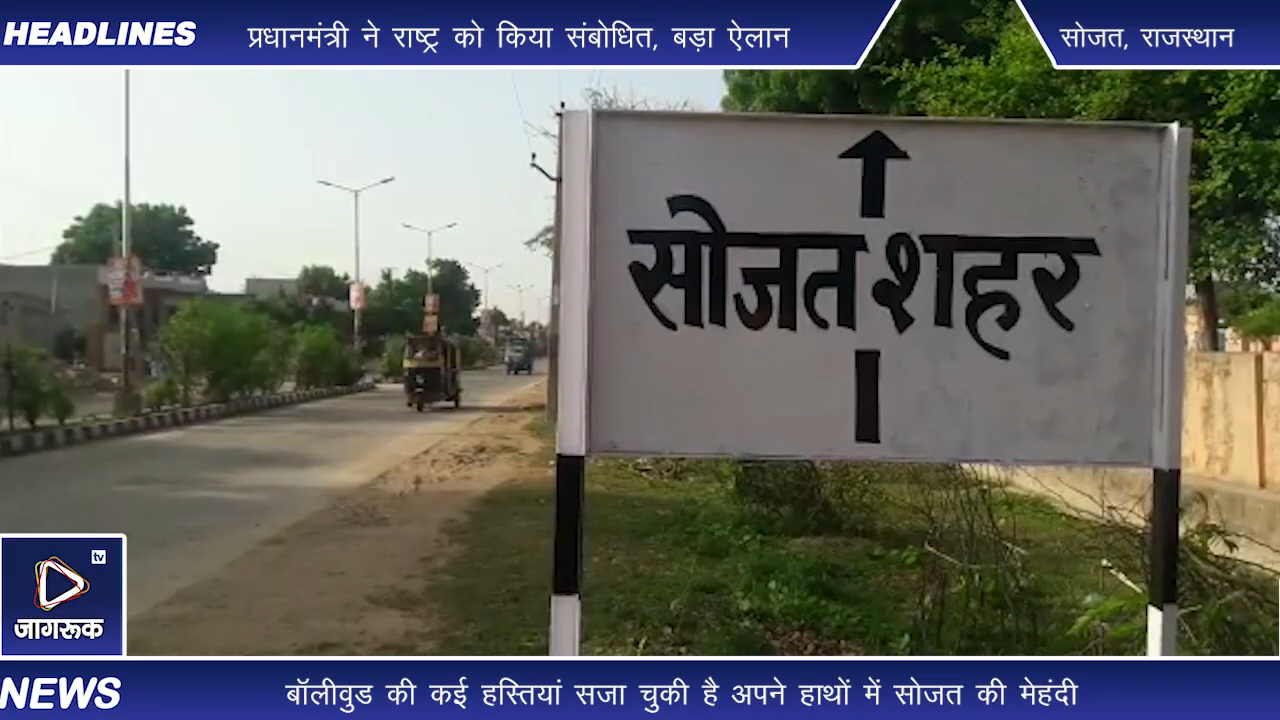 HEADLINES प्रधानमंत्री ने राष्ट्र को किया संबोधित, बड़ा ऐलान सोजत, राजस्थान
सोजत शहर
tv
जागरूक
NEWS बॉलीवुड की कई हस्तियां सजा चुकी है अपने हाथों में सोजत की मेहंदी